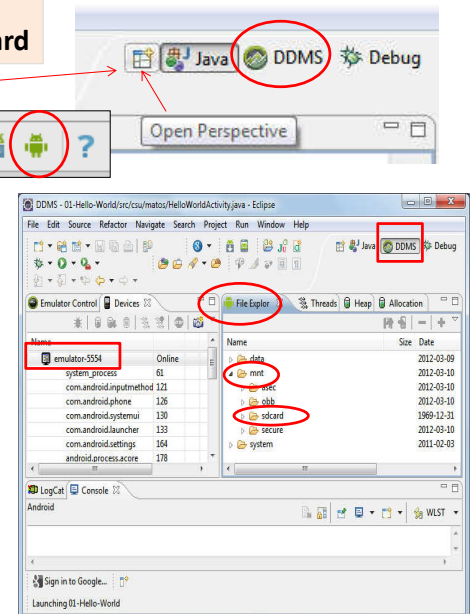 ard
Java DDMS Debug
?
Open Perspective
DDMS - 01-Hello-World/src/csu/matos/HelloWorldActivity.java - Eclipse
File Edit Source Refactor Navigate Search Project Run Window Help
Java DDMS Debug
Emulator Control Devices
File Explor Threads Heap Allocation
Name
emulator-5554 Online
system_process 61
com.android.inputmethod 121
com.android.phone 126
com.android.systemui 130
com.android.launcher 133
com.android.settings 164
android.process.acore 178
Name Size Date
data 2012-03-09
mnt 2012-03-10
asec 2012-03-10
obb 2012-03-10
sdcard 1969-12-31
secure 2012-03-10
system 2011-02-03
LogCat Console
Android
WLST
Sign in to Google...
Launching 01-Hello-World